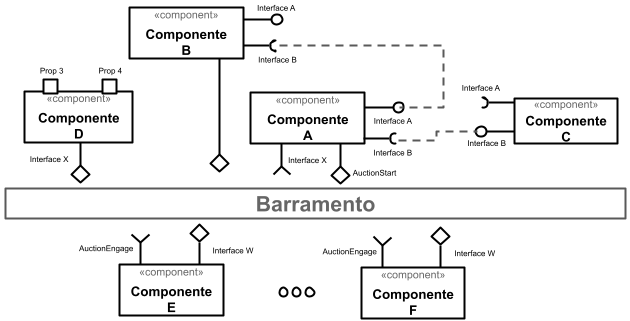 Interface A
«component»
Componente
B
Interface B
Prop 3
Prop 4
«component»
Componente
D
Interface X
«component»
Componente
A
Interface A
Interface B
Interface X
AuctionStart
Interface A
«component»
Componente
C
Interface B
Barramento
AuctionEngage
Interface W
«component»
Componente
E
AuctionEngage
Interface W
«component»
Componente
F